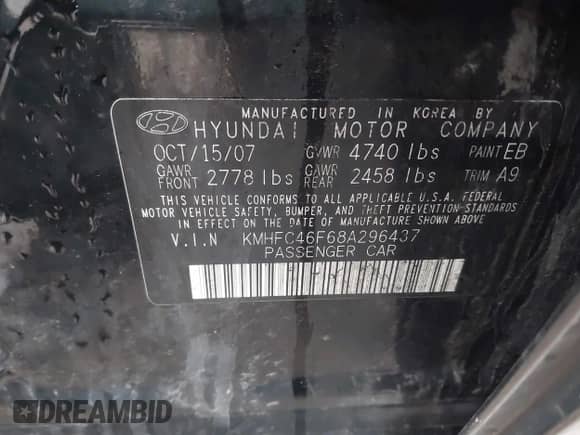 MANUFACTURED IN KOREA BY
HYUNDAI MOTOR COMPANY
OCT/15/07 GVWR 4740 lbs PAINT EB
GAWR FRONT 2778 lbs GAWR REAR 2458 lbs TRIM A9
THIS VEHICLE CONFORMS TO ALL APPLICABLE U.S.A. FEDERAL
MOTOR VEHICLE SAFETY, BUMPER, AND THEFT PREVENTION STANDARDS
IN EFFECT ON THE DATE OF MANUFACTURE SHOWN ABOVE.
V.I.N KMHFC46F68A296437
PASSENGER CAR
DREAMBID